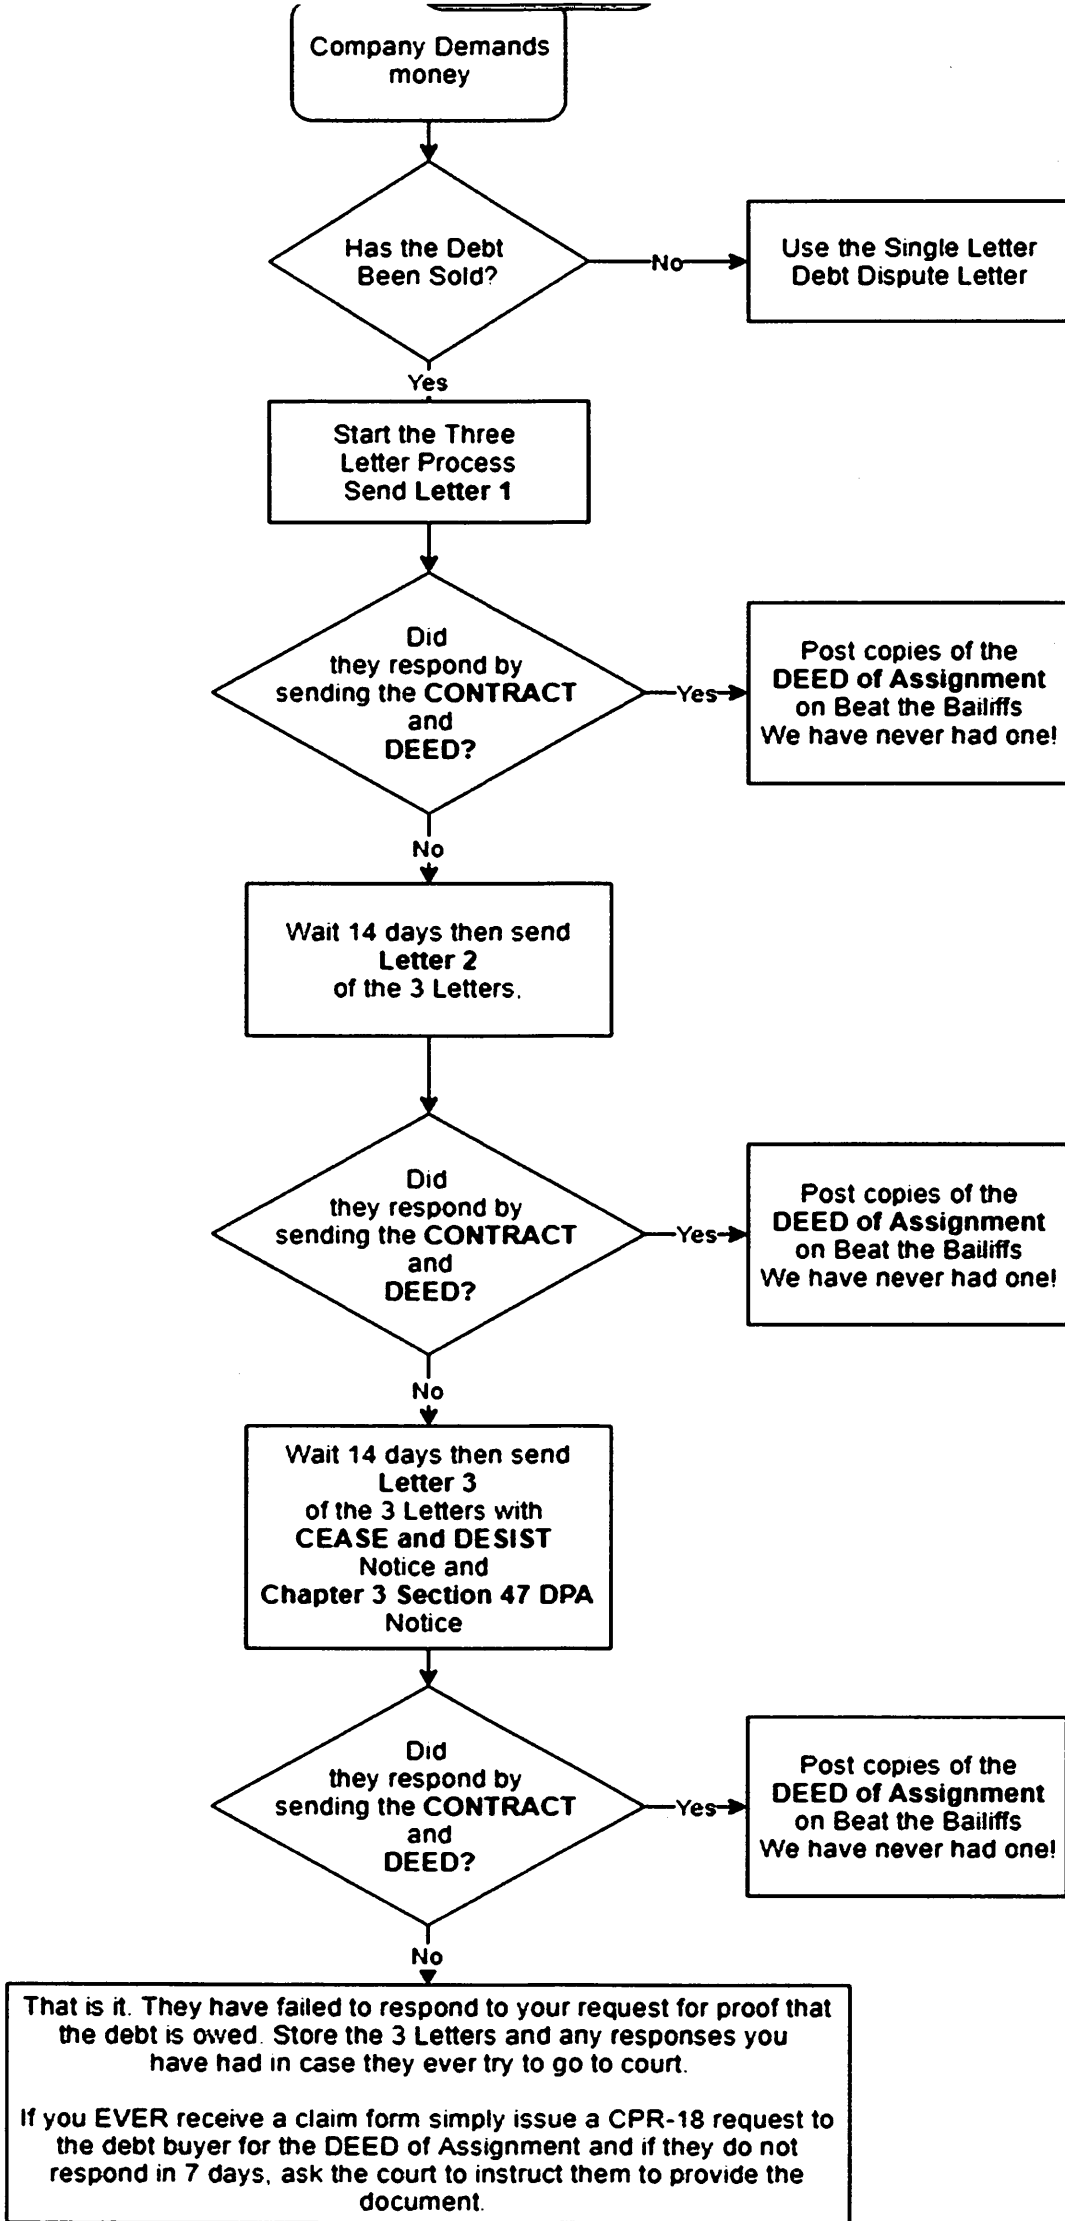 Company Demands
money
Has the Debt
Been Sold?
No
Use the Single Letter
Debt Dispute Letter
Yes
Start the Three
Letter Process
Send Letter 1
Did
they respond by
sending the CONTRACT
and
DEED?
Yes
Post copies of the
DEED of Assignment
on Beat the Bailiffs
We have never had one!
No
Wait 14 days then send
Letter 2
of the 3 Letters.
Did
they respond by
sending the CONTRACT
and
DEED?
Yes
Post copies of the
DEED of Assignment
on Beat the Bailiffs
We have never had one!
No
Wait 14 days then send
Letter 3
of the 3 Letters with
CEASE and DESIST
Notice and
Chapter 3 Section 47 DPA
Notice
Did
they respond by
sending the CONTRACT
and
DEED?
Yes
Post copies of the
DEED of Assignment
on Beat the Bailiffs
We have never had one!
No
That is it. They have failed to respond to your request for proof that
the debt is owed. Store the 3 Letters and any responses you
have had in case they ever try to go to court.
If you EVER receive a claim form simply issue a CPR-18 request to
the debt buyer for the DEED of Assignment and if they do not
respond in 7 days, ask the court to instruct them to provide the
document.